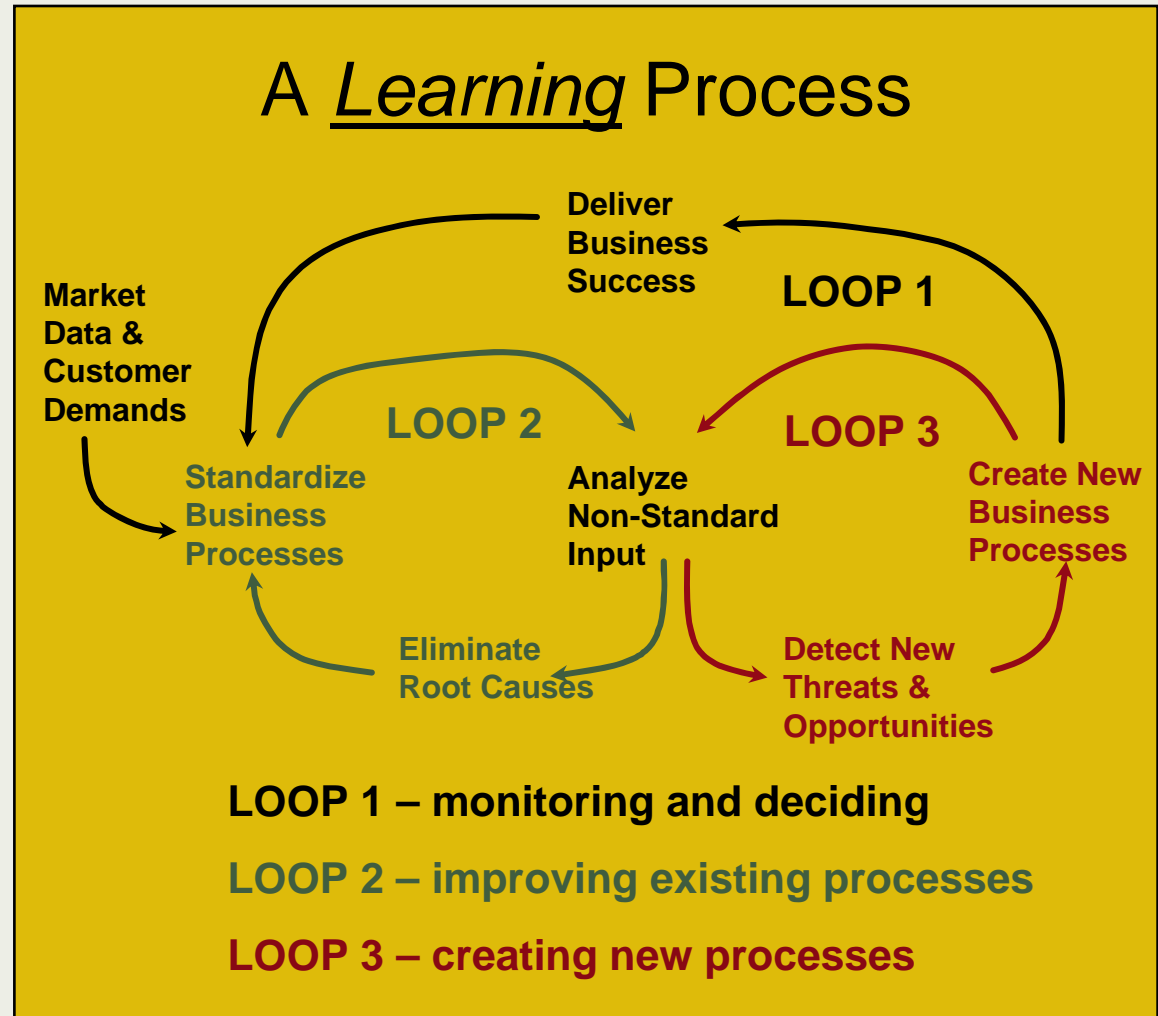 A Learning Process
Deliver
Business
Success
LOOP 1
Market
Data &
Customer
Demands
LOOP 2
LOOP 3
Standardize
Business
Processes
Analyze
Non-Standard
Input
Create New
Business
Processes
Eliminate
Root Causes
Detect New
Threats &
Opportunities
LOOP 1 – monitoring and deciding
LOOP 2 – improving existing processes
LOOP 3 – creating new processes